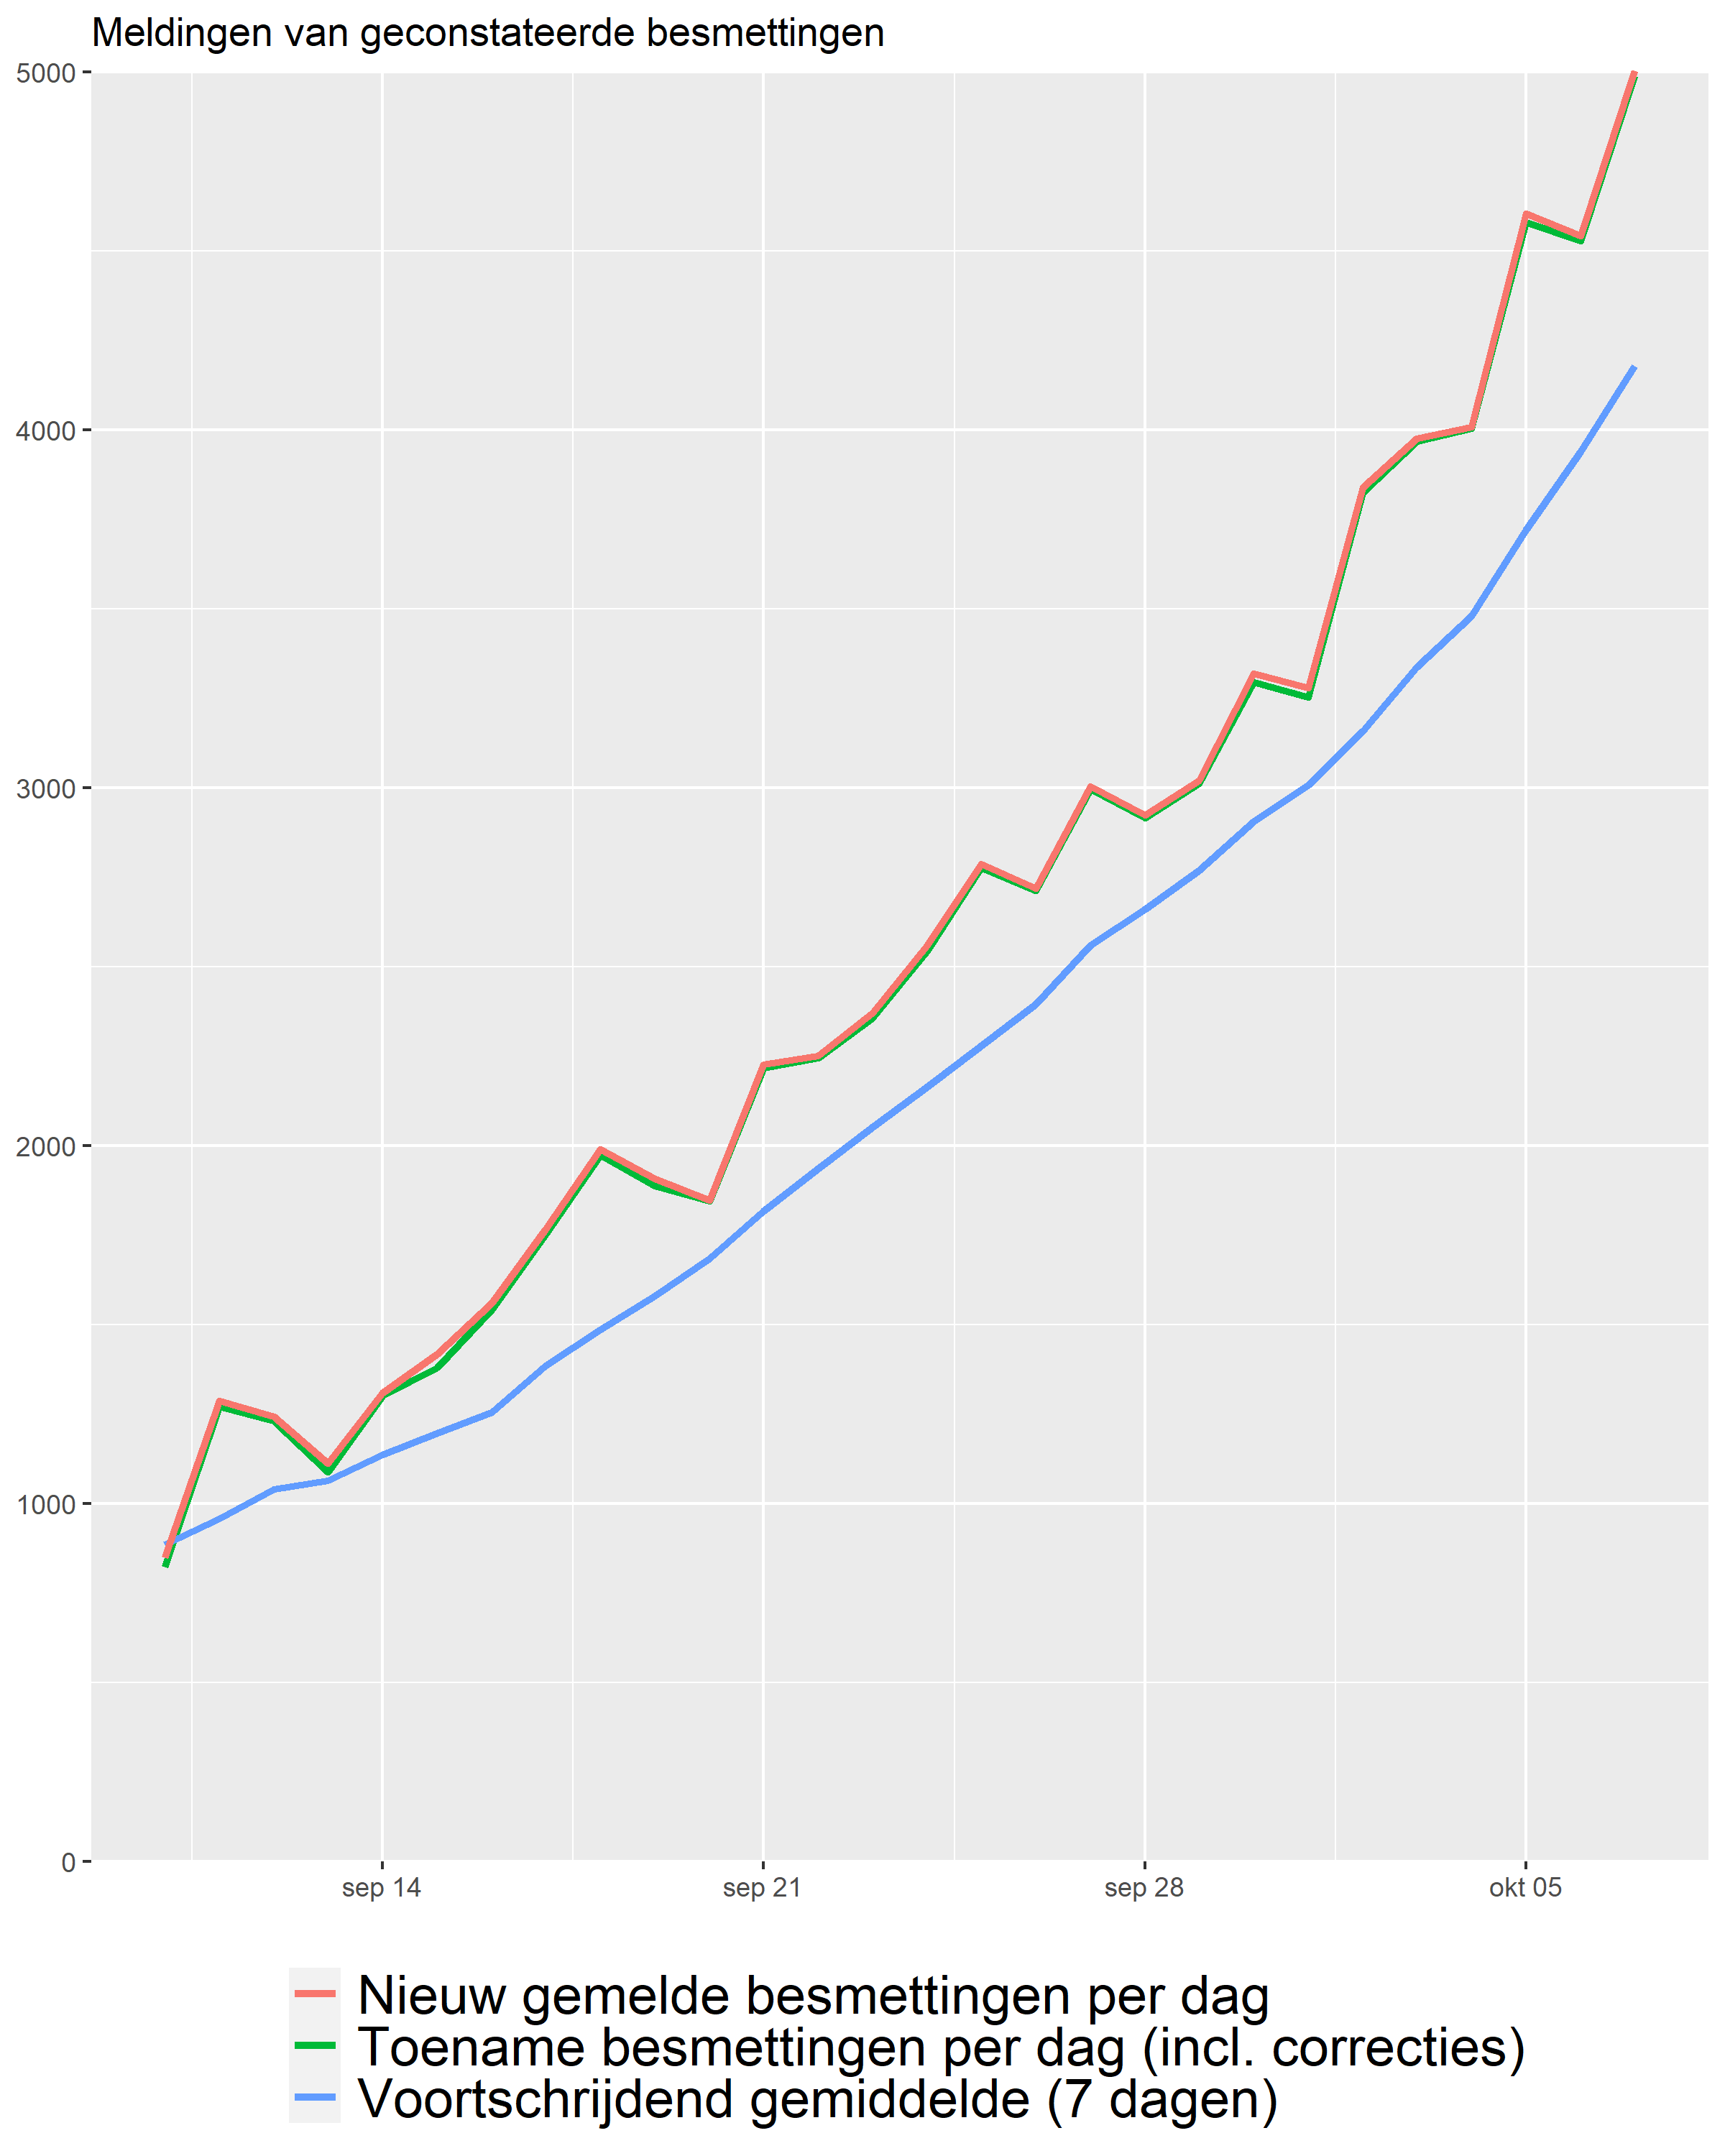 Meldingen van geconstateerde besmettingen
5000
4000
3000
2000
1000
0
sep 14 sep 21 sep 28 okt 05
Nieuw gemelde besmettingen per dag
Toename besmettingen per dag (incl. correcties)
Voortschrijdend gemiddelde (7 dagen)